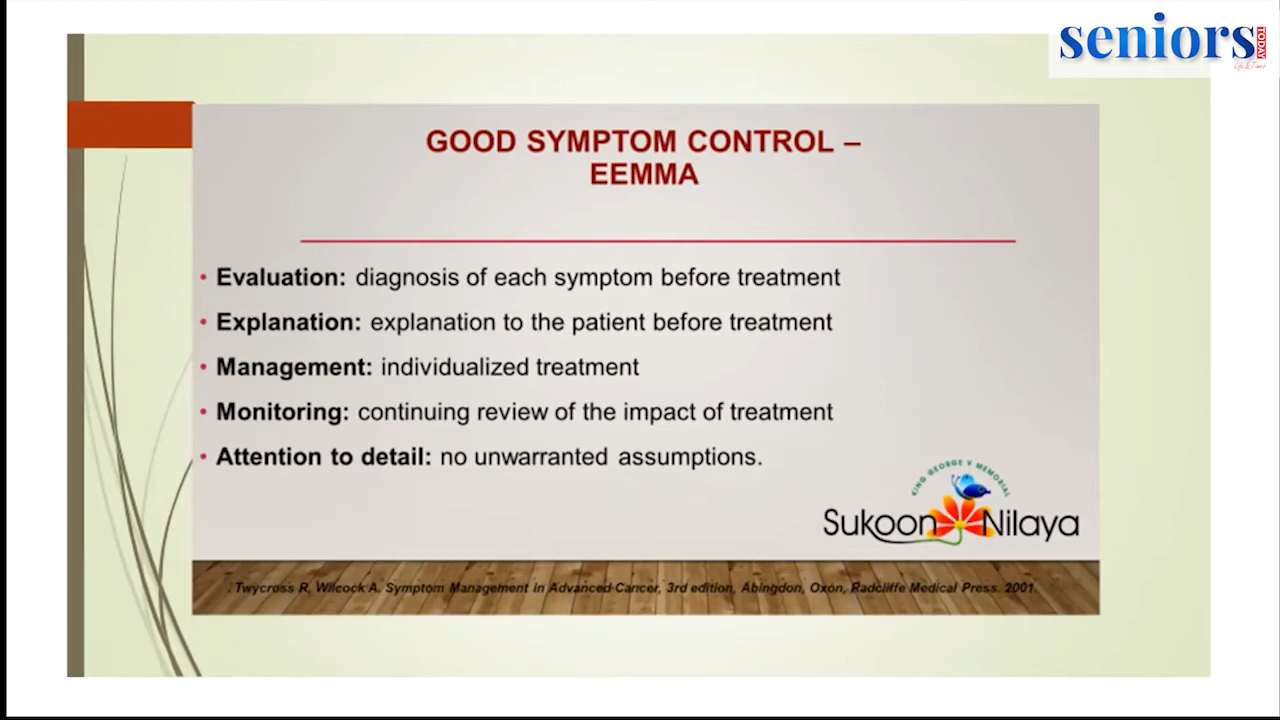 seniors
TODAY
Life & Times
GOOD SYMPTOM CONTROL –
EEMMA
• Evaluation: diagnosis of each symptom before treatment
• Explanation: explanation to the patient before treatment
• Management: individualized treatment
• Monitoring: continuing review of the impact of treatment
• Attention to detail: no unwarranted assumptions.
KING GEORGE V MEMORIAL
Sukoon Nilaya
. Twycross R, Wilcock A. Symptom Management in Advanced Cancer, 3rd edition, Abingdon, Oxon, Radcliffe Medical Press. 2001.